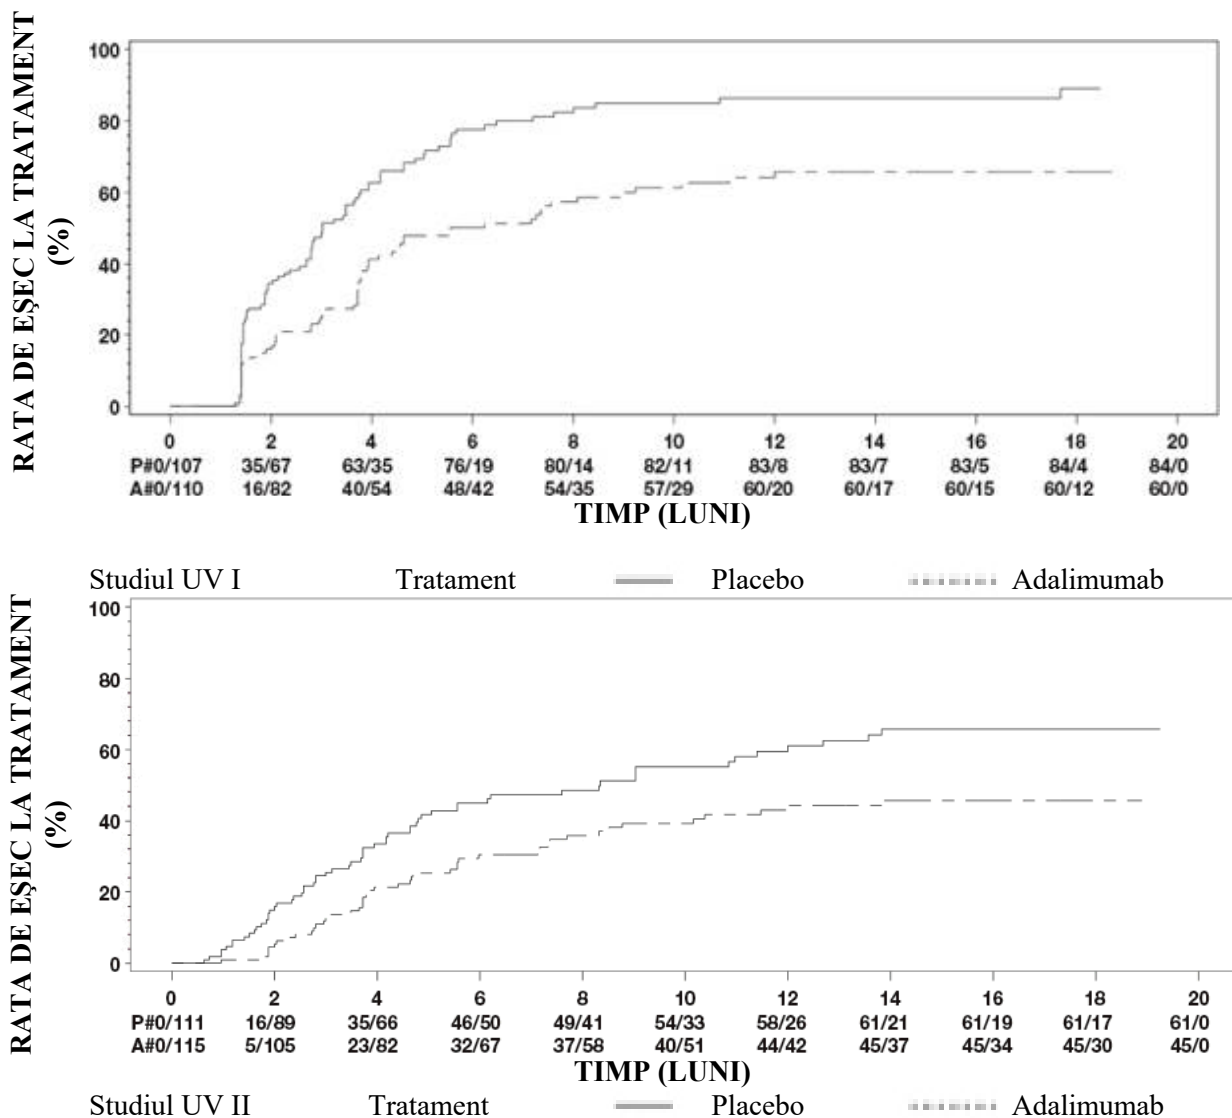 RATA DE EȘEC LA TRATAMENT
(%)
100
80
60
40
20
0
0 2 4 6 8 10 12 14 16 18 20
P#0/107 35/67 63/35 76/19 80/14 82/11 83/8 83/7 83/5 84/4 84/0
A#0/110 16/82 40/54 48/42 54/35 57/29 60/20 60/17 60/15 60/12 60/0
TIMP (LUNI)
Studiul UV I Tratament Placebo Adalimumab
RATA DE EȘEC LA TRATAMENT
(%)
100
80
60
40
20
0
0 2 4 6 8 10 12 14 16 18 20
P#0/111 16/89 35/66 46/50 49/41 54/33 58/26 61/21 61/19 61/17 61/0
A#0/115 5/105 23/82 32/67 37/58 40/51 44/42 45/37 45/34 45/30 45/0
TIMP (LUNI)
Studiul UV II Tratament Placebo Adalimumab